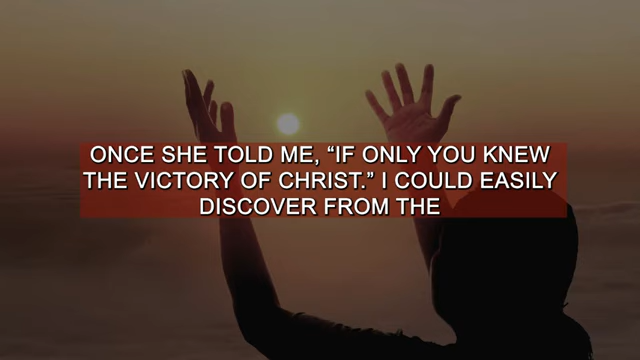 ONCE SHE TOLD ME, “IF ONLY YOU KNEW
THE VICTORY OF CHRIST.” I COULD EASILY
DISCOVER FROM THE